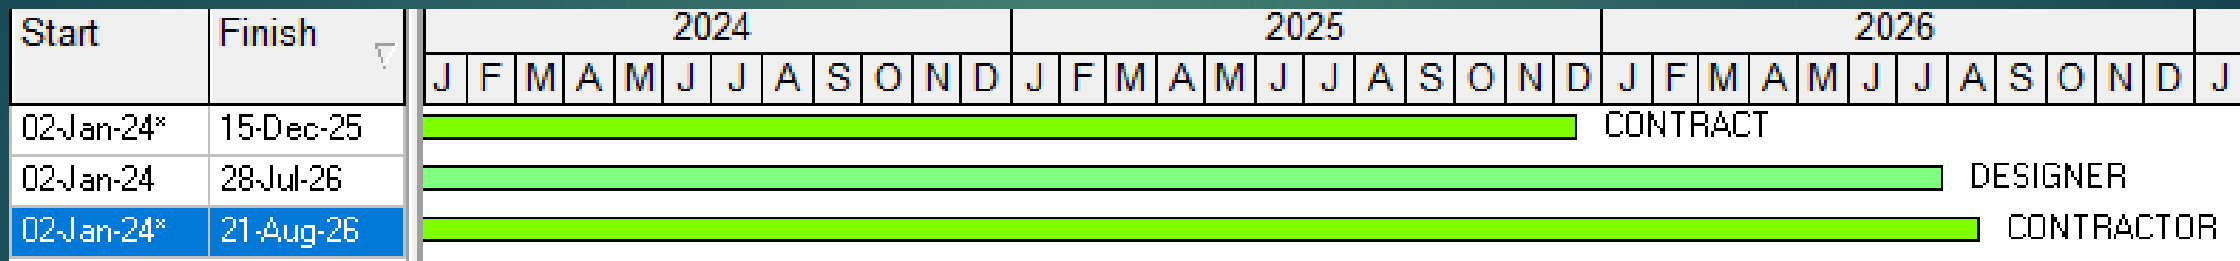 Start Finish 2024 2025 2026
J F M A M J J A S O N D J F M A M J J A S O N D J F M A M J J A S O N D J
02-Jan-24* 15-Dec-25 CONTRACT
02-Jan-24 28-Jul-26 DESIGNER
02-Jan-24* 21-Aug-26 CONTRACTOR